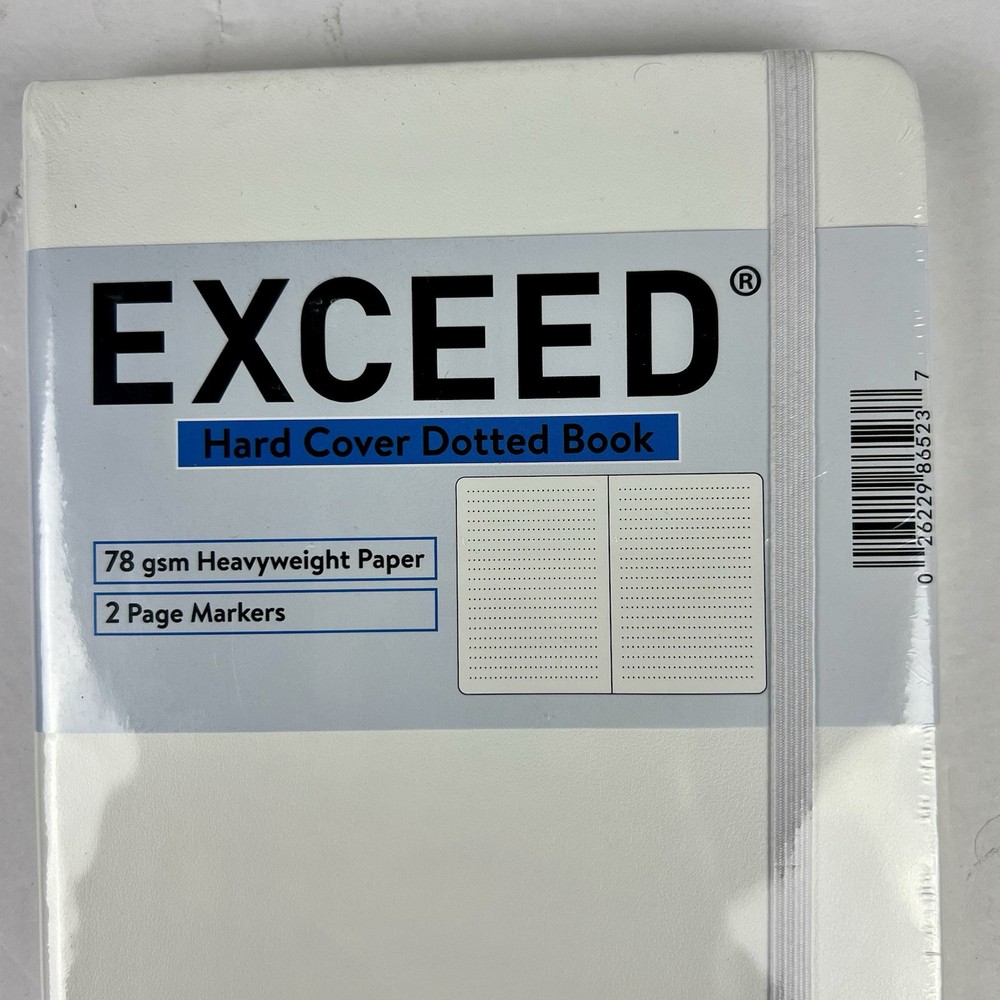 EXCEED®
Hard Cover Dotted Book
78 gsm Heavyweight Paper
2 Page Markers
0 26229 86523 7